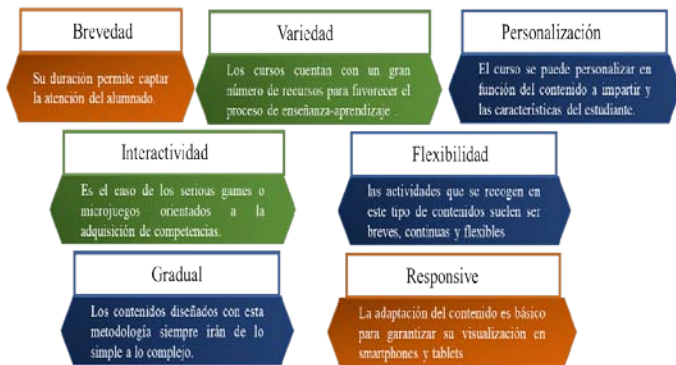 Brevedad
Su duración permite captar
la atención del alumnado.
Variedad
Los cursos cuentan con un gran
número de recursos para favorecer el
proceso de enseñanza-aprendizaje .
Personalización
El curso se puede personalizar en
función del contenido a impartir y
las características del estudiante.
Interactividad
Es el caso de los serious games o
microjuegos orientados a la
adquisición de competencias.
Flexibilidad
las actividades que se recogen en
este tipo de contenidos suelen ser
breves, continuas y flexibles
Gradual
Los contenidos diseñados con esta
metodología siempre irán de lo
simple a lo complejo.
Responsive
La adaptación del contenido es básico
para garantizar su visualización en
smartphones y tablets